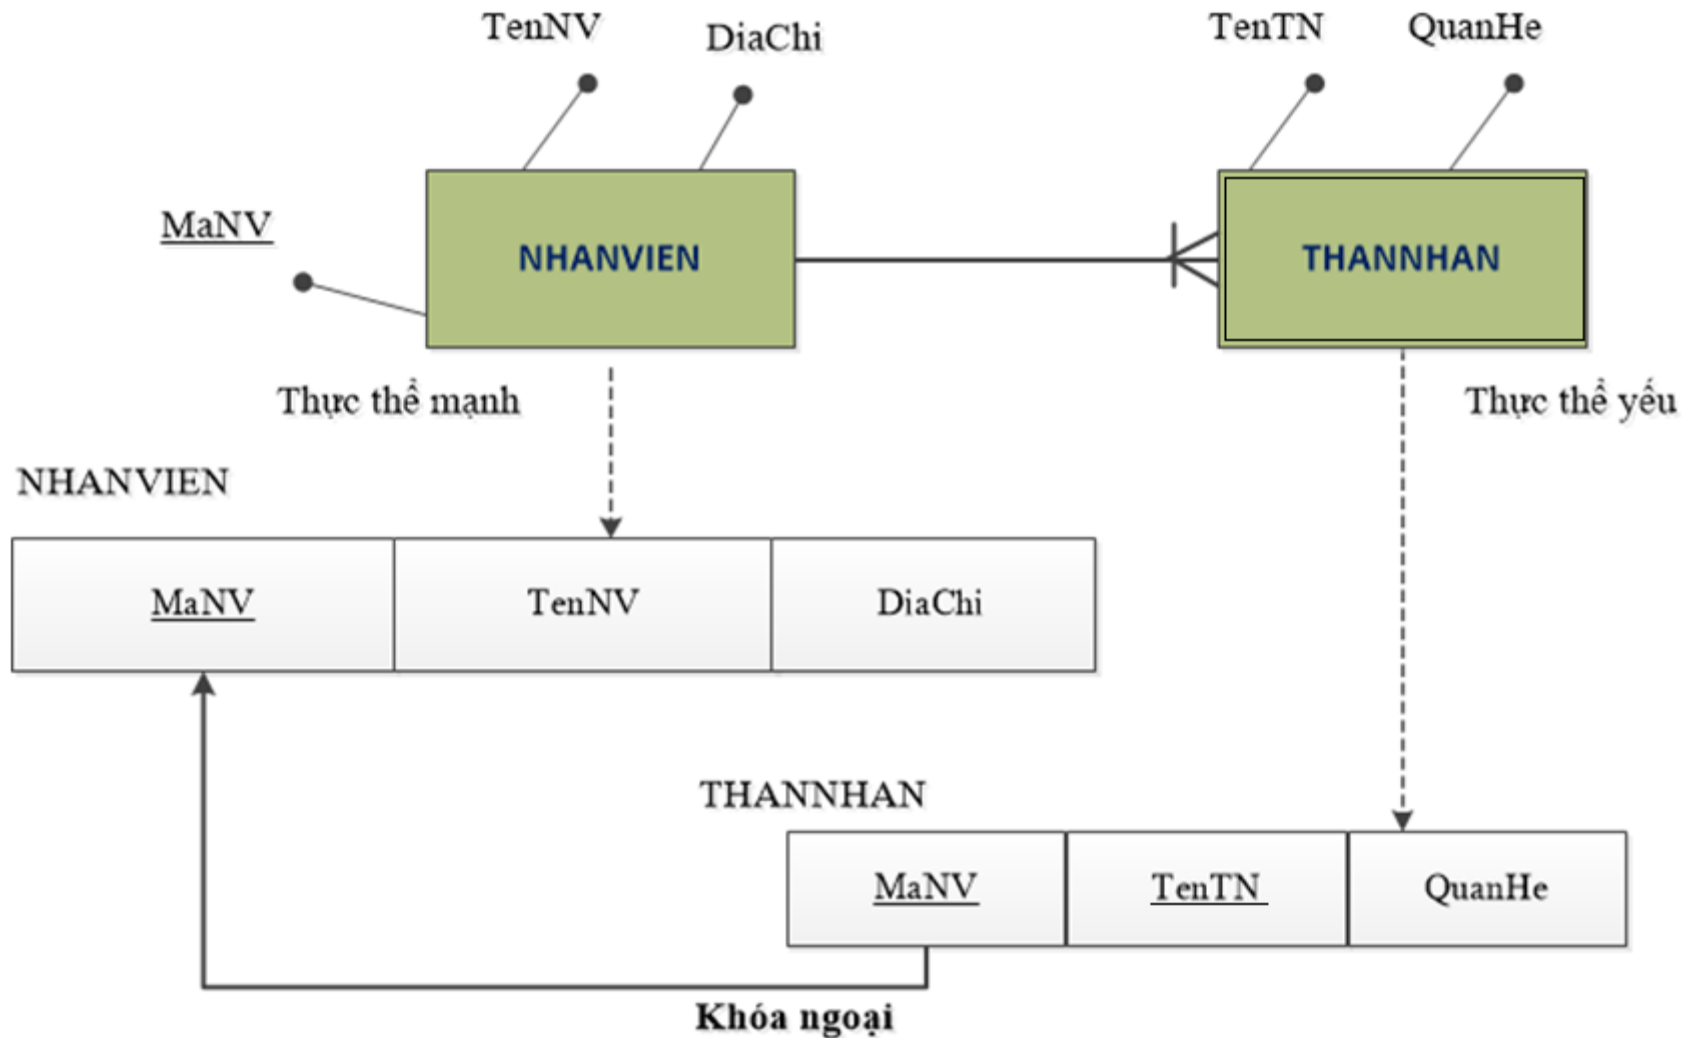 TenNV
DiaChi
TenTN
QuanHe
MaNV
NHANVIEN
THANNHAN
Thực thể mạnh
Thực thể yếu
NHANVIEN
MaNV
TenNV
DiaChi
THANNHAN
MaNV
TenTN
QuanHe
Khóa ngoại